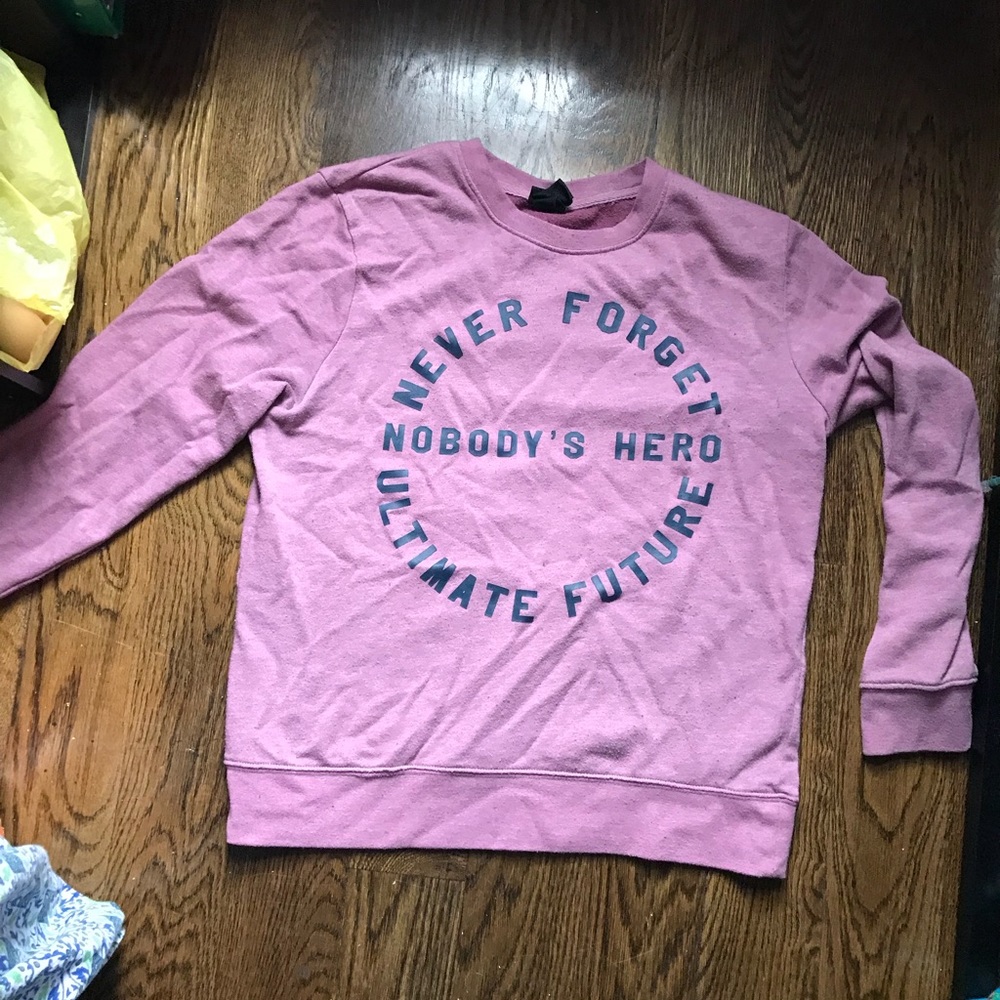 NEVER FORGET
NOBODY'S HERO
ULTIMATE FUTURE